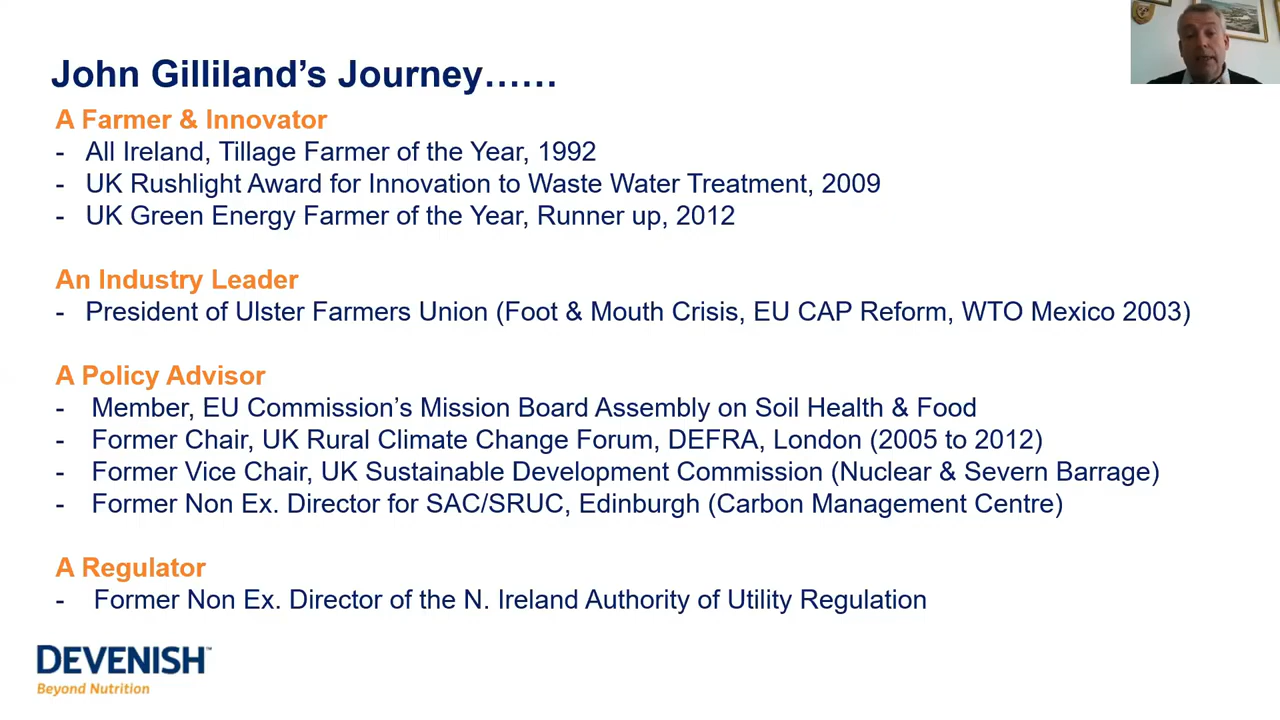 John Gilliland’s Journey……
A Farmer & Innovator
- All Ireland, Tillage Farmer of the Year, 1992
- UK Rushlight Award for Innovation to Waste Water Treatment, 2009
- UK Green Energy Farmer of the Year, Runner up, 2012
An Industry Leader
- President of Ulster Farmers Union (Foot & Mouth Crisis, EU CAP Reform, WTO Mexico 2003)
A Policy Advisor
- Member, EU Commission’s Mission Board Assembly on Soil Health & Food
- Former Chair, UK Rural Climate Change Forum, DEFRA, London (2005 to 2012)
- Former Vice Chair, UK Sustainable Development Commission (Nuclear & Severn Barrage)
- Former Non Ex. Director for SAC/SRUC, Edinburgh (Carbon Management Centre)
A Regulator
- Former Non Ex. Director of the N. Ireland Authority of Utility Regulation
DEVENISH™
Beyond Nutrition